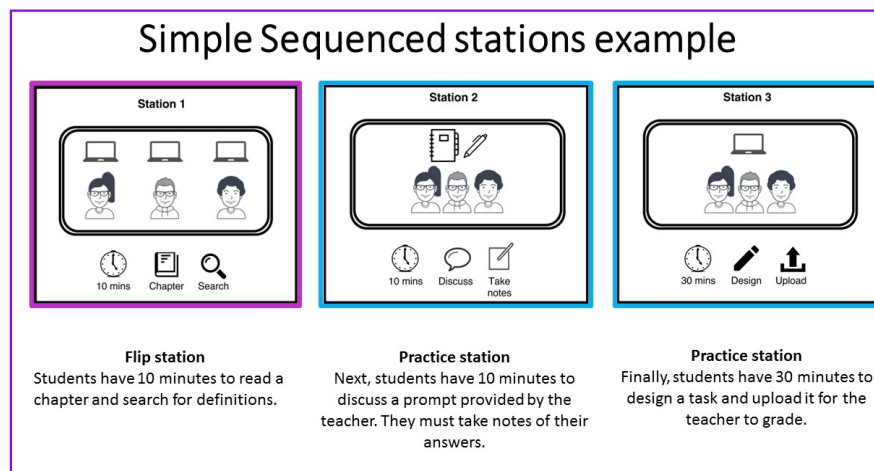 Simple Sequenced stations example
Station 1
10 mins
Chapter
Search
Flip station
Students have 10 minutes to read a
chapter and search for definitions.
Station 2
10 mins
Discuss
Take
notes
Practice station
Next, students have 10 minutes to
discuss a prompt provided by the
teacher. They must take notes of their
answers.
Station 3
30 mins
Design
Upload
Practice station
Finally, students have 30 minutes to
design a task and upload it for the
teacher to grade.